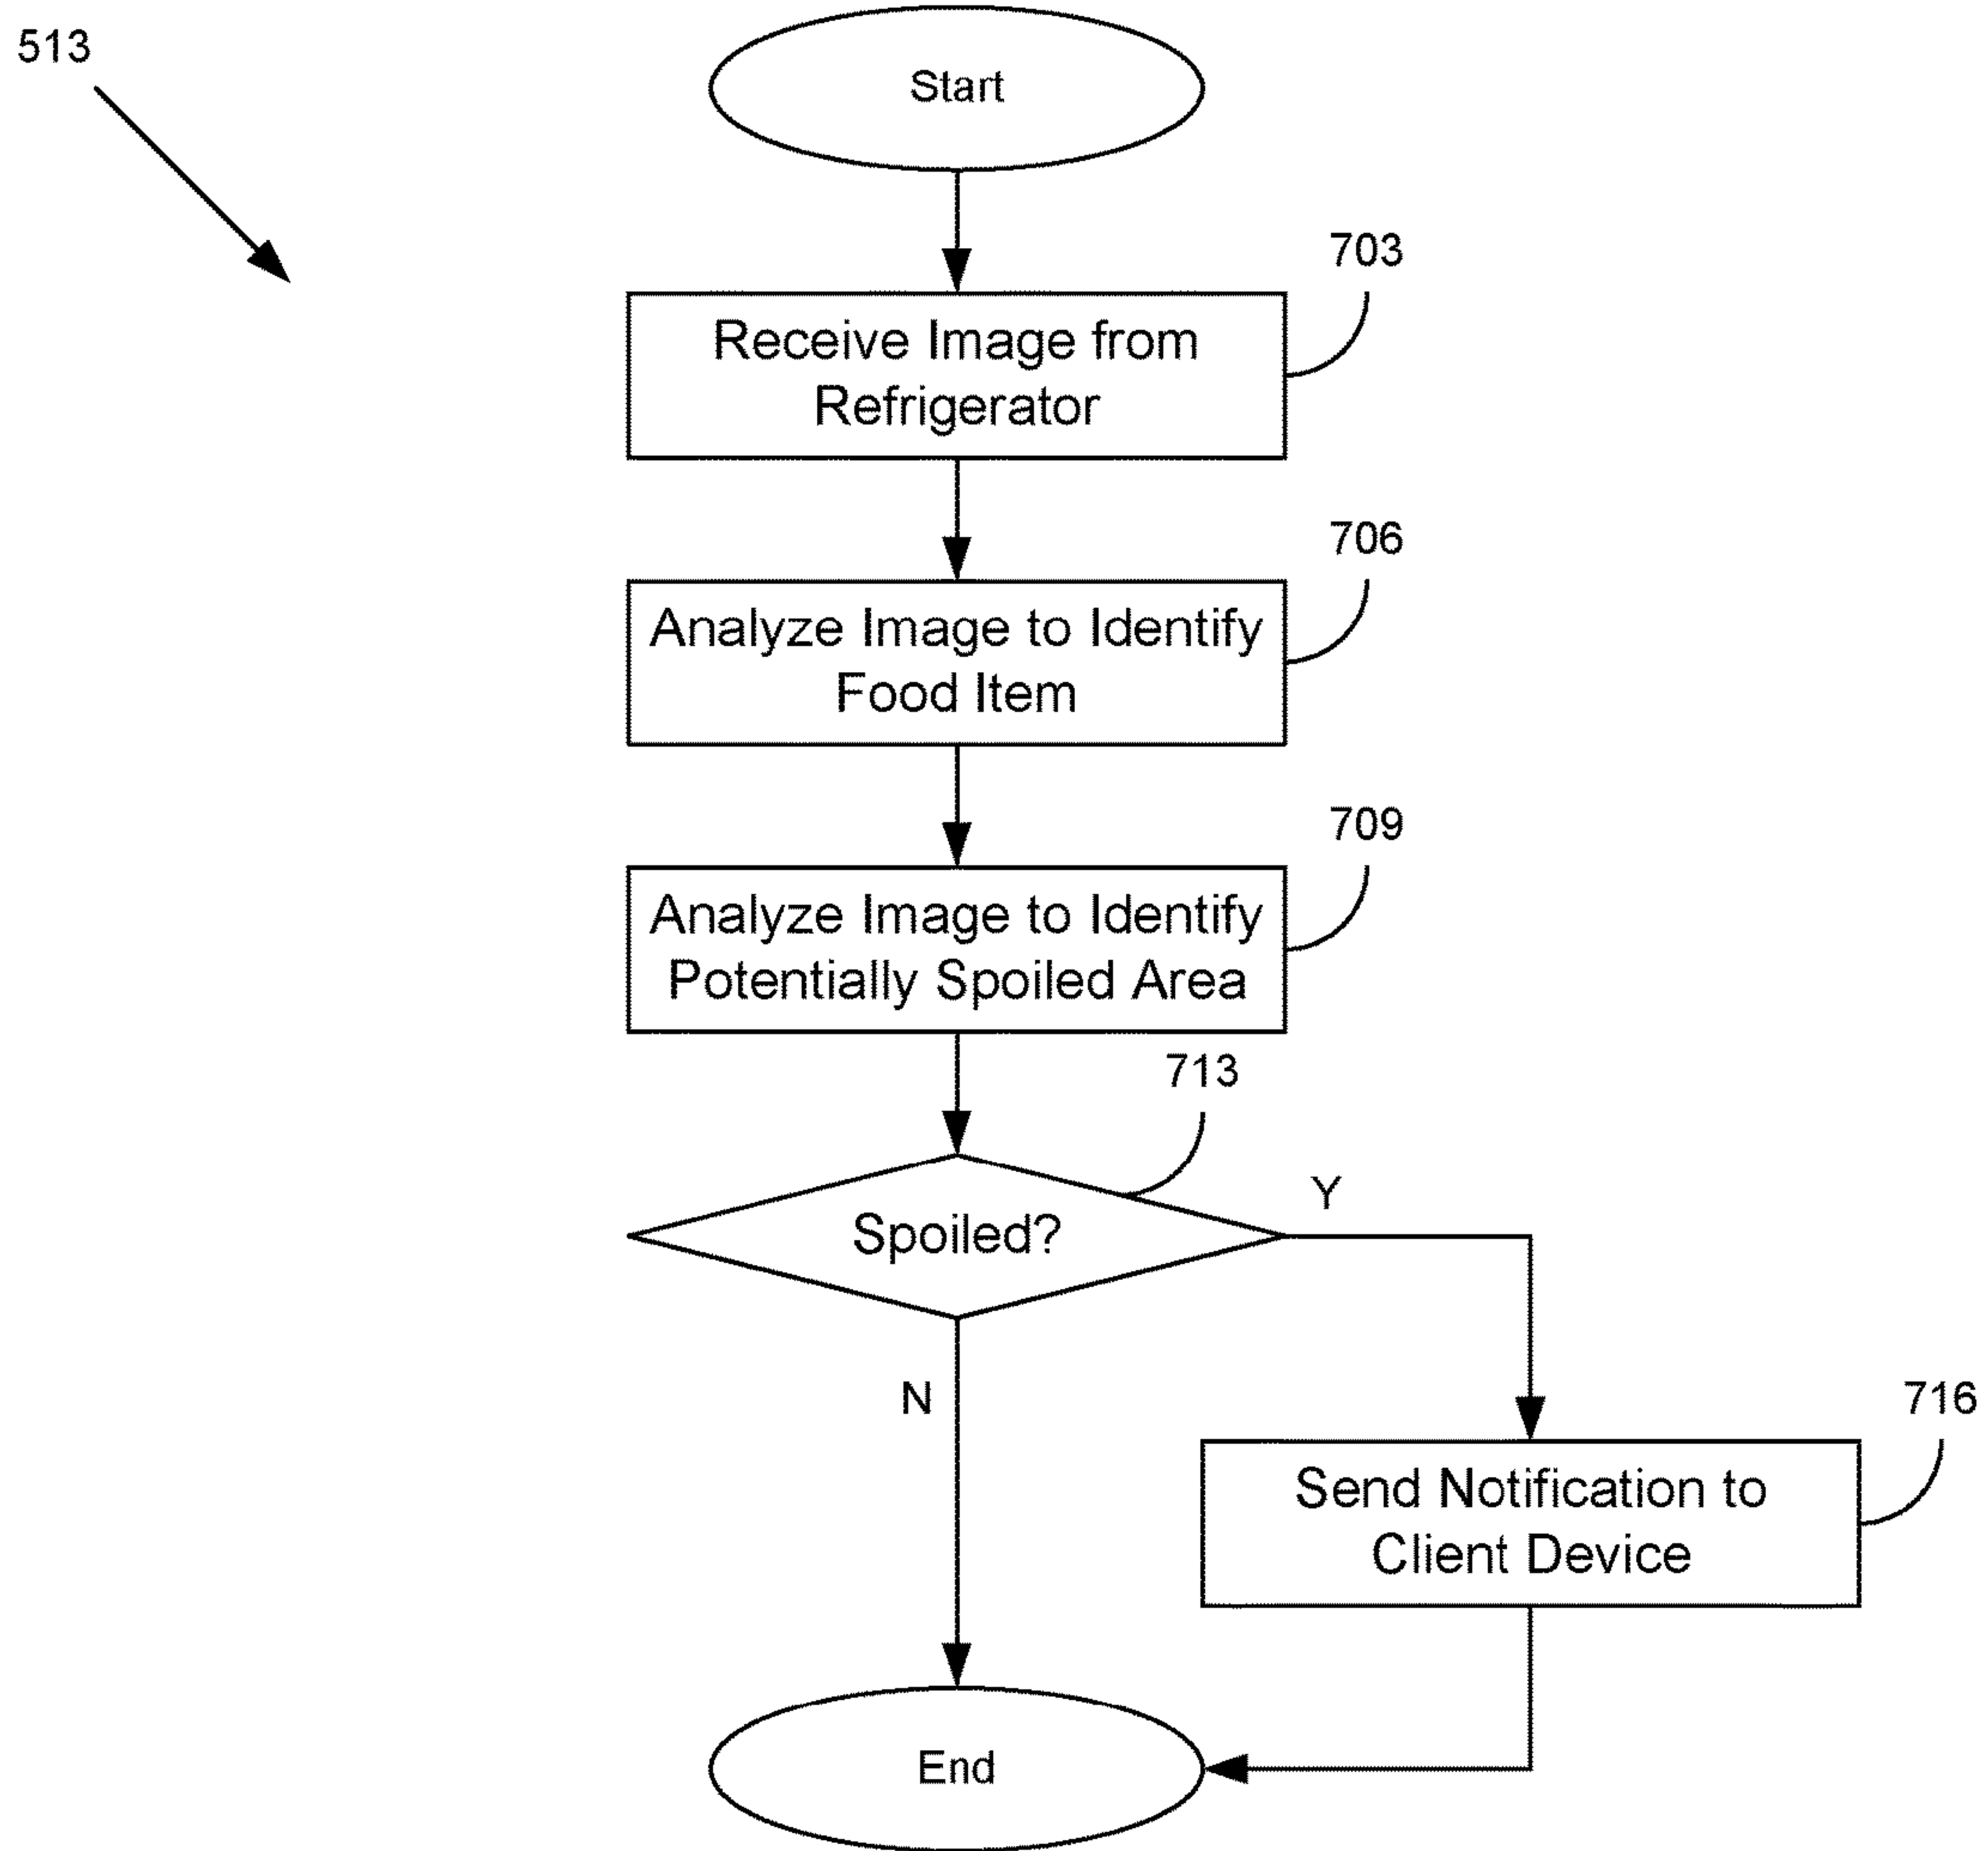 513
Start
703
Receive Image from
Refrigerator
706
Analyze Image to Identify
Food Item
709
Analyze Image to Identify
Potentially Spoiled Area
713
Spoiled?
Y
N
716
Send Notification to
Client Device
End